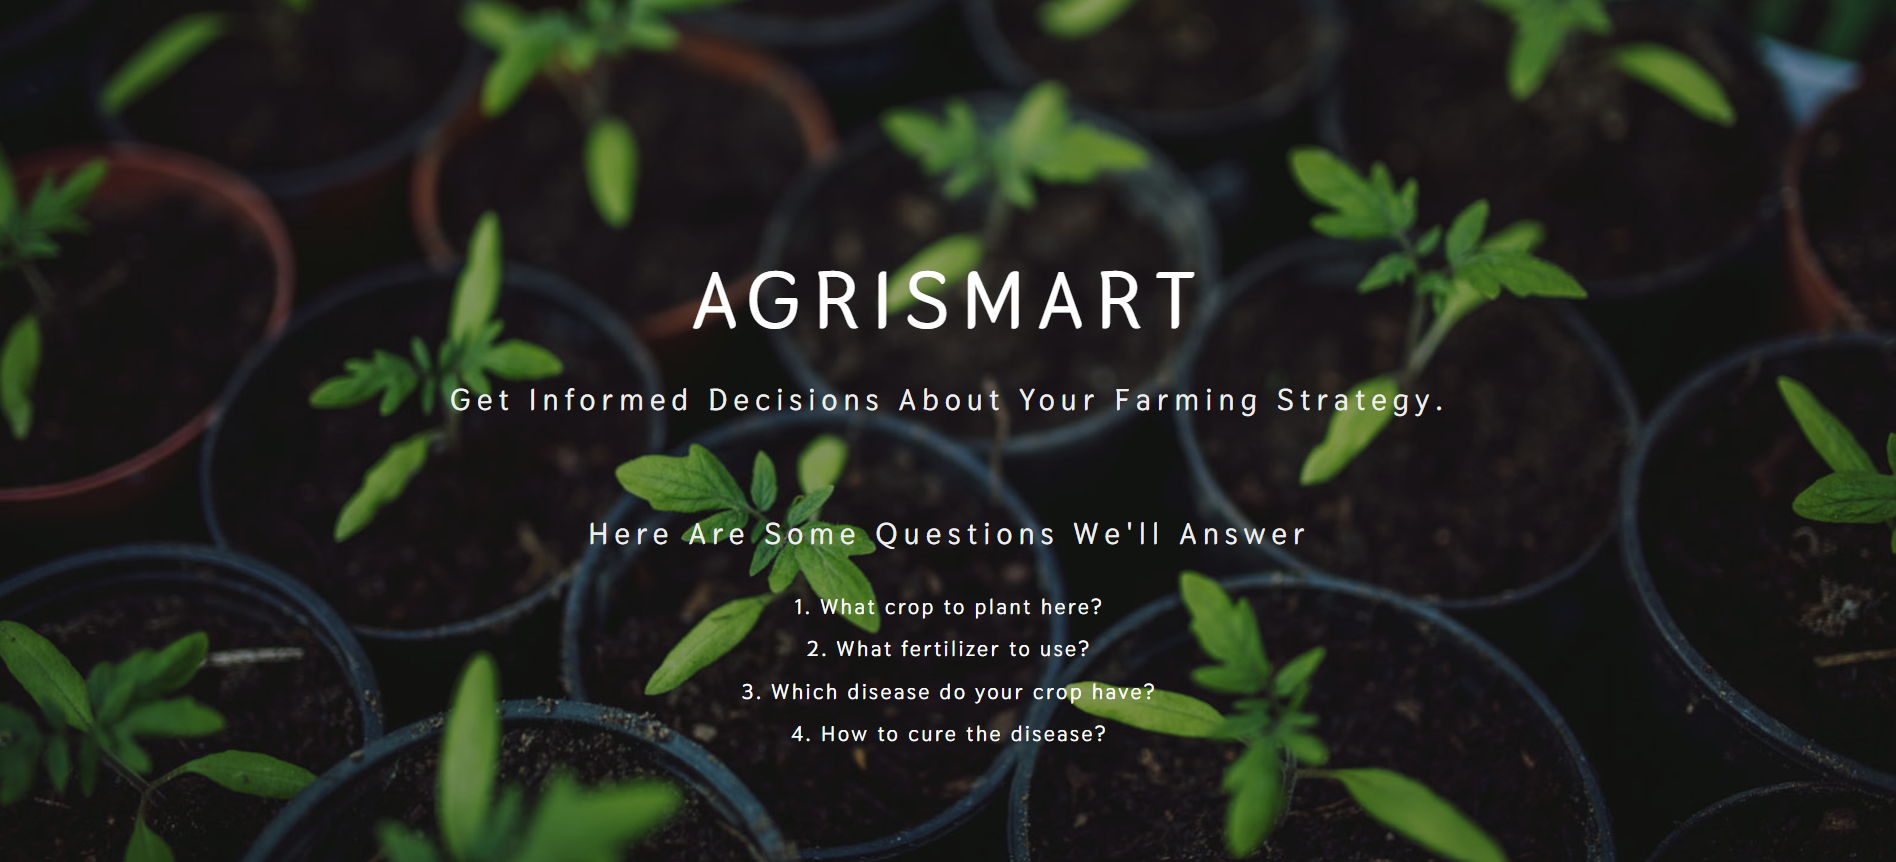 AGRISMART
Get Informed Decisions About Your Farming Strategy.
Here Are Some Questions We'll Answer
1. What crop to plant here?
2. What fertilizer to use?
3. Which disease do your crop have?
4. How to cure the disease?